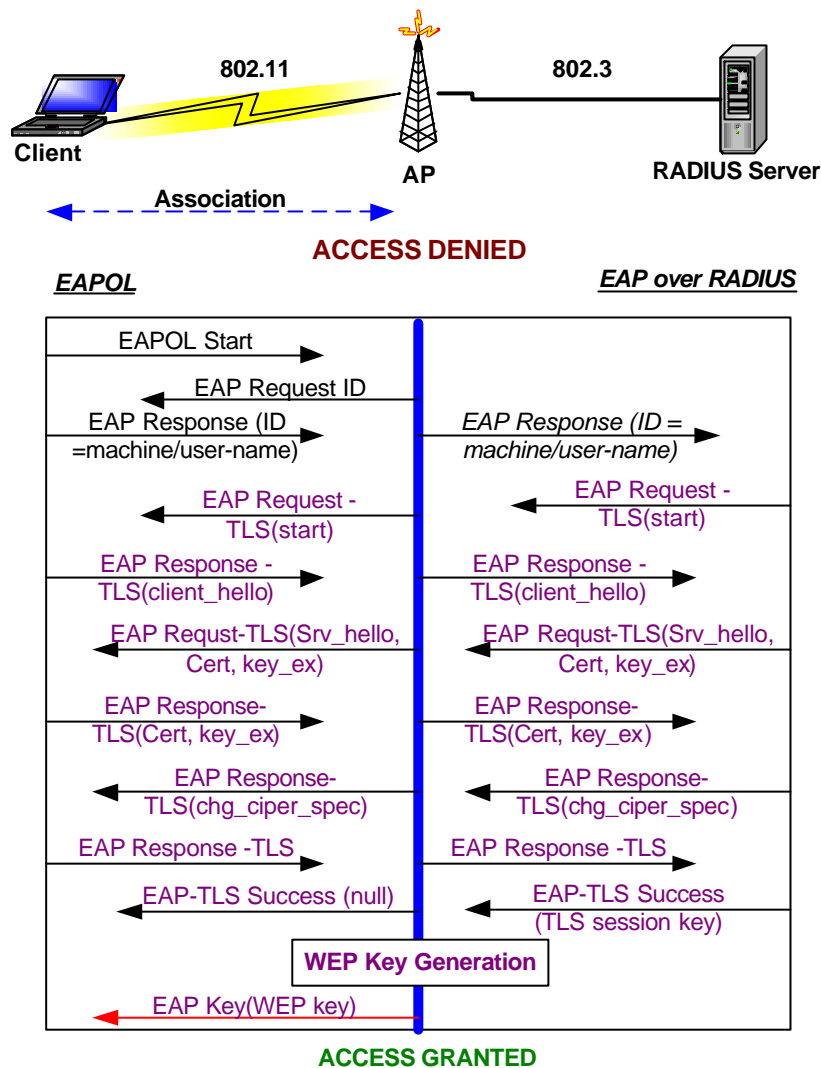 802.11
802.3
Client
AP
RADIUS Server
Association
ACCESS DENIED
EAPOL
EAP over RADIUS
EAPOL Start
EAP Request ID
EAP Response (ID
=machine/user-name)
EAP Response (ID =
machine/user-name)
EAP Request -
TLS(start)
EAP Request -
TLS(start)
EAP Response -
TLS(client_hello)
EAP Response -
TLS(client_hello)
EAP Requst-TLS(Srv_hello,
Cert, key_ex)
EAP Requst-TLS(Srv_hello,
Cert, key_ex)
EAP Response-
TLS(Cert, key_ex)
EAP Response-
TLS(Cert, key_ex)
EAP Response-
TLS(chg_ciper_spec)
EAP Response-
TLS(chg_ciper_spec)
EAP Response -TLS
EAP Response -TLS
EAP-TLS Success (null)
EAP-TLS Success
(TLS session key)
WEP Key Generation
EAP Key(WEP key)
ACCESS GRANTED